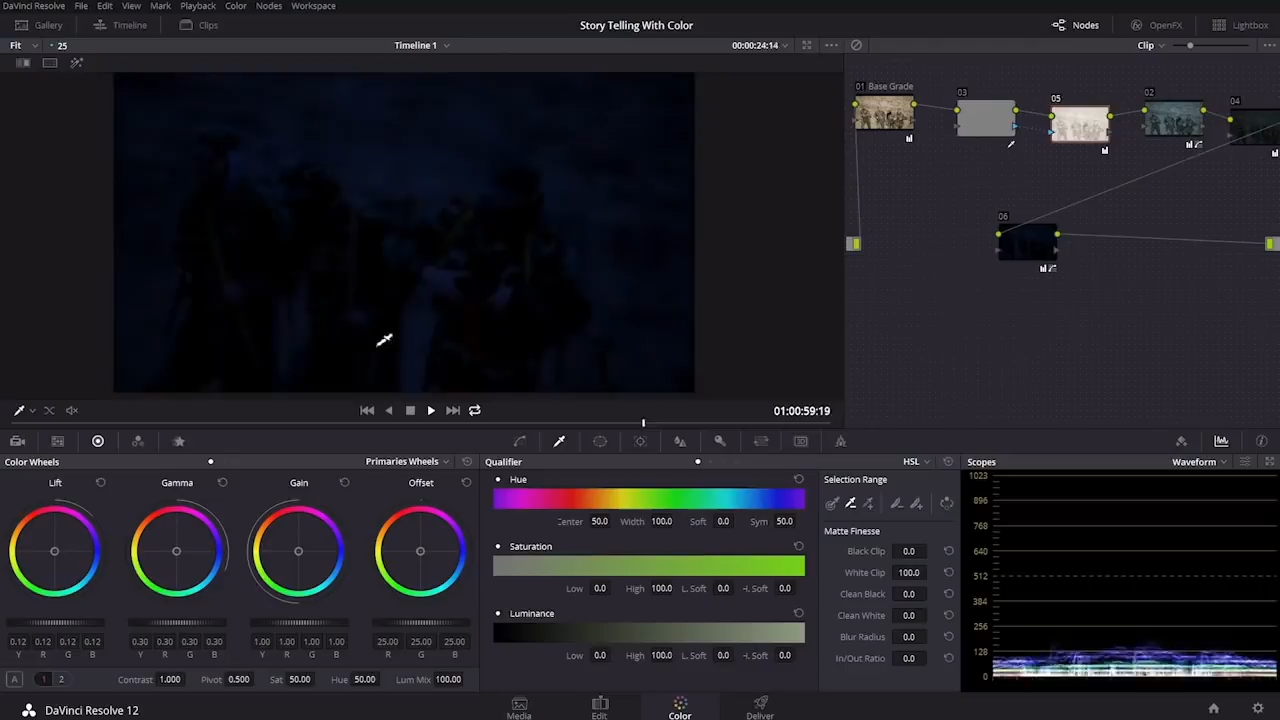 DaVinci Resolve File Edit View Mark Playback Color Nodes Workspace
Gallery Timeline Clips Story Telling With Color Nodes OpenFX Lightbox
Fit 25 Timeline 1 00:00:24:14 Clip
01 Base Grade 03 05 02 04
06
01:00:59:19
Color Wheels Primaries Wheels Qualifier HSL Scopes Waveform
Lift Gamma Gain Offset
Hue Selection Range
Center 50.0 Width 100.0 Soft 0.0 Sym 50.0
Matte Finesse
Saturation Black Clip 0.0
White Clip 100.0
Low 0.0 High 100.0 L. Soft 0.0 H. Soft 0.0 Clean Black 0.0
Luminance Clean White 0.0
Blur Radius 0.0
Low 0.0 High 100.0 L. Soft 0.0 H. Soft 0.0 In/Out Ratio 0.0
0.12 0.12 0.12 0.12 0.30 0.30 0.30 0.30 1.00 1.00 1.00 1.00 25.00 25.00 25.00
Y R G B Y R G B Y R G B R G B
A 1 2 Contrast 1.000 Pivot 0.500 Sat Lum Mix 100.00
1023
896
768
640
512
384
256
128
0
DaVinci Resolve 12 Media Edit Color Deliver